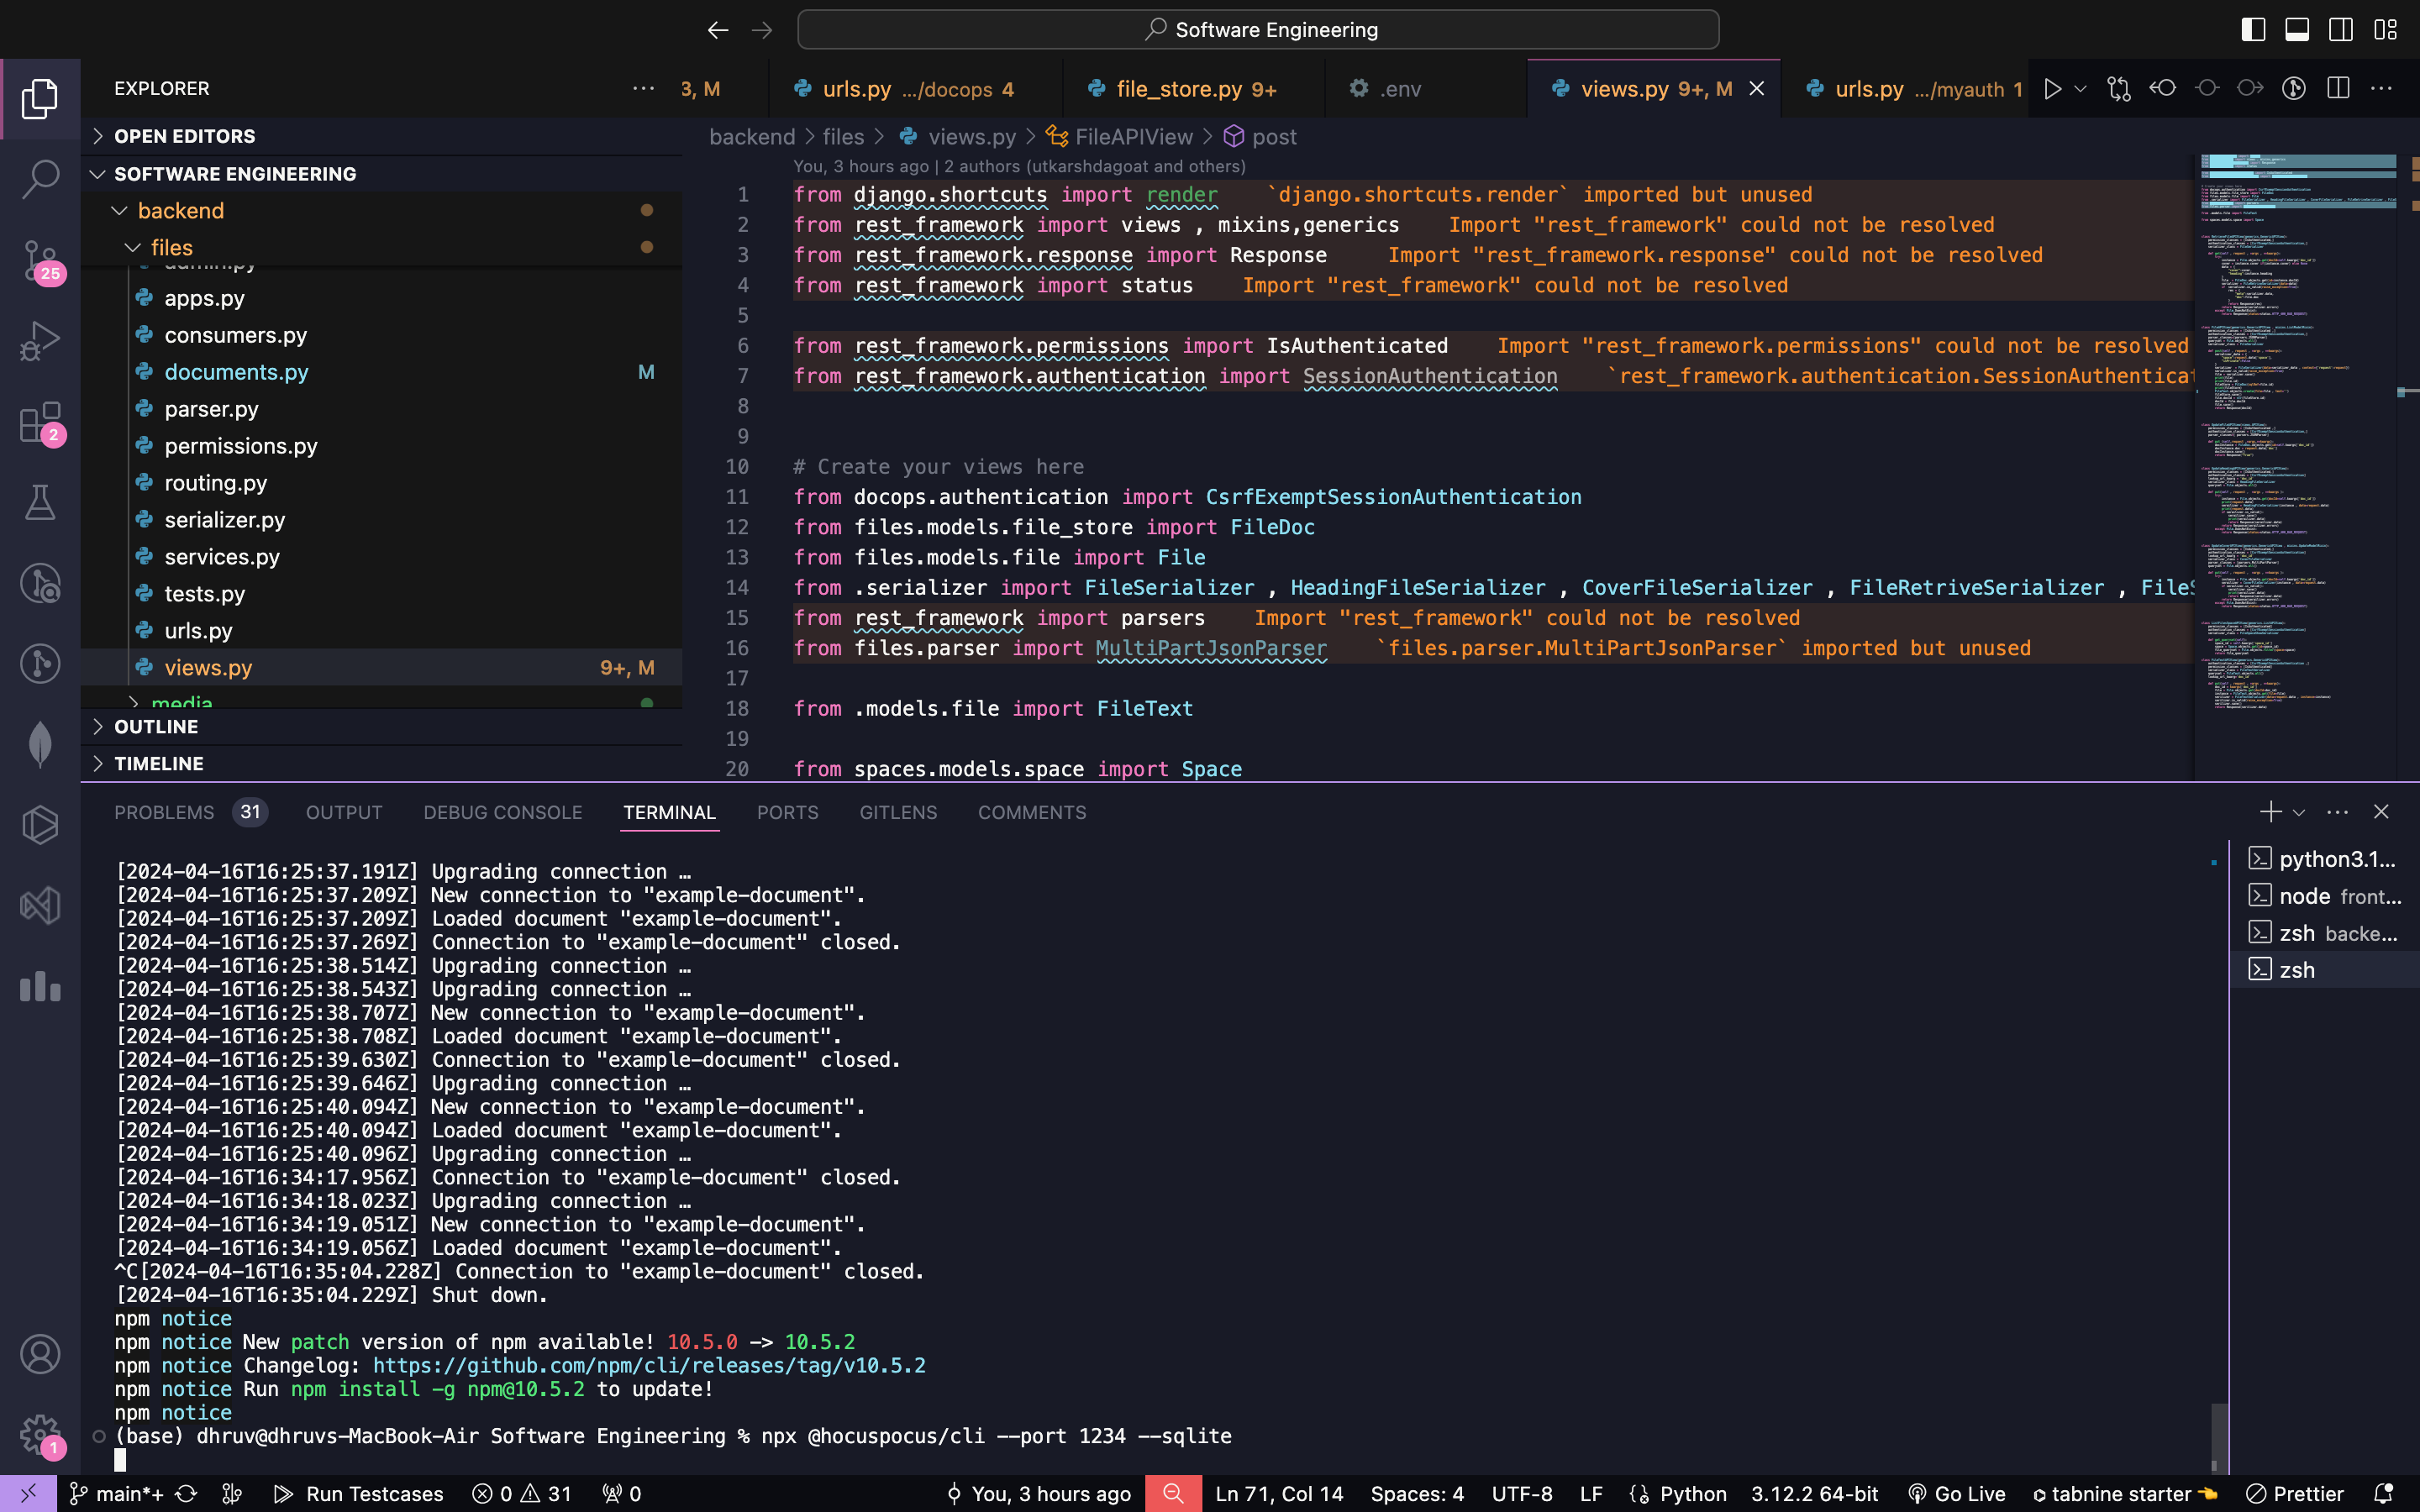 Software Engineering
EXPLORER
OPEN EDITORS
SOFTWARE ENGINEERING
backend
files
admin.py
apps.py
consumers.py
documents.py M
parser.py
permissions.py
routing.py
serializer.py
services.py
tests.py
urls.py
views.py 9+, M
media
OUTLINE
TIMELINE
25
2
1
3, M
urls.py .../docops 4
file_store.py 9+
.env
views.py 9+, M
urls.py .../myauth 1
backend > files > views.py > FileAPIView > post
You, 3 hours ago | 2 authors (utkarshdagoat and others)
1 from django.shortcuts import render `django.shortcuts.render` imported but unused
2 from rest_framework import views , mixins,generics Import "rest_framework" could not be resolved
3 from rest_framework.response import Response Import "rest_framework.response" could not be resolved
4 from rest_framework import status Import "rest_framework" could not be resolved
5
6 from rest_framework.permissions import IsAuthenticated Import "rest_framework.permissions" could not be resolved
7 from rest_framework.authentication import SessionAuthentication `rest_framework.authentication.SessionAuthenticat
8
9
10 # Create your views here
11 from docops.authentication import CsrfExemptSessionAuthentication
12 from files.models.file_store import FileDoc
13 from files.models.file import File
14 from .serializer import FileSerializer , HeadingFileSerializer , CoverFileSerializer , FileRetriveSerializer , FileS
15 from rest_framework import parsers Import "rest_framework" could not be resolved
16 from files.parser import MultiPartJsonParser `files.parser.MultiPartJsonParser` imported but unused
17
18 from .models.file import FileText
19
20 from spaces.models.space import Space
PROBLEMS 31 OUTPUT DEBUG CONSOLE TERMINAL PORTS GITLENS COMMENTS
[2024-04-16T16:25:37.191Z] Upgrading connection …
[2024-04-16T16:25:37.209Z] New connection to "example-document".
[2024-04-16T16:25:37.209Z] Loaded document "example-document".
[2024-04-16T16:25:37.269Z] Connection to "example-document" closed.
[2024-04-16T16:25:38.514Z] Upgrading connection …
[2024-04-16T16:25:38.543Z] Upgrading connection …
[2024-04-16T16:25:38.707Z] New connection to "example-document".
[2024-04-16T16:25:38.708Z] Loaded document "example-document".
[2024-04-16T16:25:39.630Z] Connection to "example-document" closed.
[2024-04-16T16:25:39.646Z] Upgrading connection …
[2024-04-16T16:25:40.094Z] New connection to "example-document".
[2024-04-16T16:25:40.094Z] Loaded document "example-document".
[2024-04-16T16:25:40.096Z] Upgrading connection …
[2024-04-16T16:34:17.956Z] Connection to "example-document" closed.
[2024-04-16T16:34:18.023Z] Upgrading connection …
[2024-04-16T16:34:19.051Z] New connection to "example-document".
[2024-04-16T16:34:19.056Z] Loaded document "example-document".
^C[2024-04-16T16:35:04.228Z] Connection to "example-document" closed.
[2024-04-16T16:35:04.229Z] Shut down.
npm notice
npm notice New patch version of npm available! 10.5.0 -> 10.5.2
npm notice Changelog: https://github.com/npm/cli/releases/tag/v10.5.2
npm notice Run npm install -g npm@10.5.2 to update!
npm notice
(base) dhruv@dhruvs-MacBook-Air Software Engineering % npx @hocuspocus/cli --port 1234 --sqlite
python3.1...
node front...
zsh backe...
zsh
main*+ Run Testcases 0 31 0 You, 3 hours ago Ln 71, Col 14 Spaces: 4 UTF-8 LF Python 3.12.2 64-bit Go Live tabnine starter Prettier